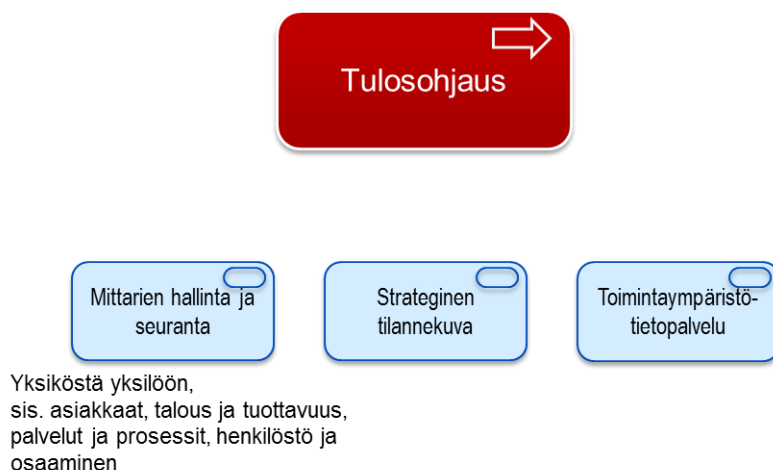 Tulosohjaus
Mittarien hallinta ja
seuranta
Strateginen
tilannekuva
Toimintaympäristö-
tietopalvelu
Yksiköstä yksilöön,
sis. asiakkaat, talous ja tuottavuus,
palvelut ja prosessit, henkilöstö ja
osaaminen